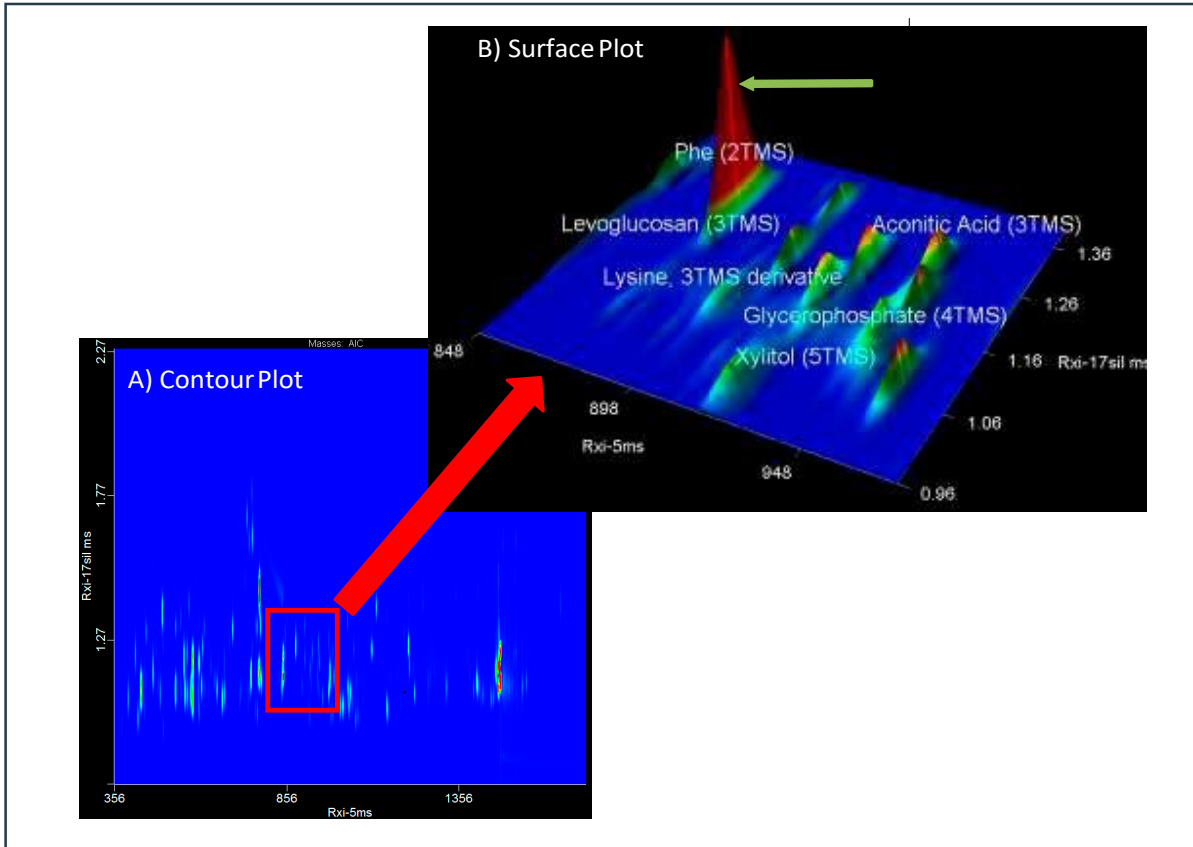 B) Surface Plot
Phe (2TMS)
Levoglucosan (3TMS)
Aconitic Acid (3TMS)
Lysine, 3TMS derivative
Glycerophosphate (4TMS)
Xylitol (5TMS)
848
898
948
Rxi-5ms
0.96
1.06
1.16
1.26
1.36
Rxi-17sil ms
Masses: AIC
A) Contour Plot
2.27
1.77
1.27
Rxi-17sil ms
356
856
1356
Rxi-5ms